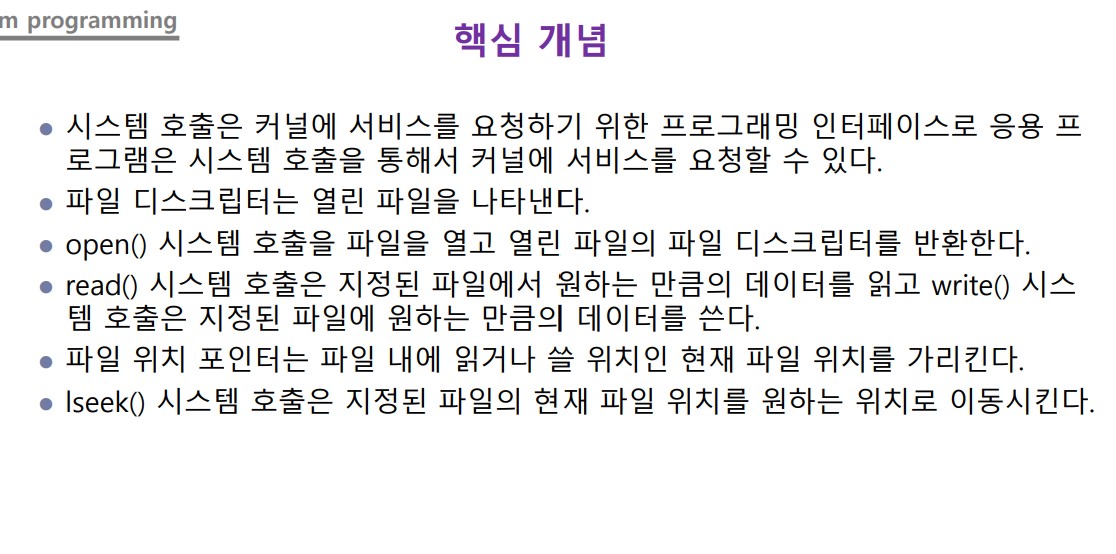 m programming
핵심 개념
● 시스템 호출은 커널에 서비스를 요청하기 위한 프로그래밍 인터페이스로 응용 프
로그램은 시스템 호출을 통해서 커널에 서비스를 요청할 수 있다.
● 파일 디스크립터는 열린 파일을 나타낸다.
● open() 시스템 호출을 파일을 열고 열린 파일의 파일 디스크립터를 반환한다.
● read() 시스템 호출은 지정된 파일에서 원하는 만큼의 데이터를 읽고 write() 시스
템 호출은 지정된 파일에 원하는 만큼의 데이터를 쓴다.
● 파일 위치 포인터는 파일 내에 읽거나 쓸 위치인 현재 파일 위치를 가리킨다.
● lseek() 시스템 호출은 지정된 파일의 현재 파일 위치를 원하는 위치로 이동시킨다.